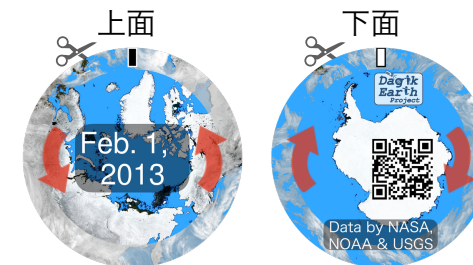 上面
下面
Feb. 1,
2013
Dagik
Earth
Project
Data by NASA,
NOAA & USGS